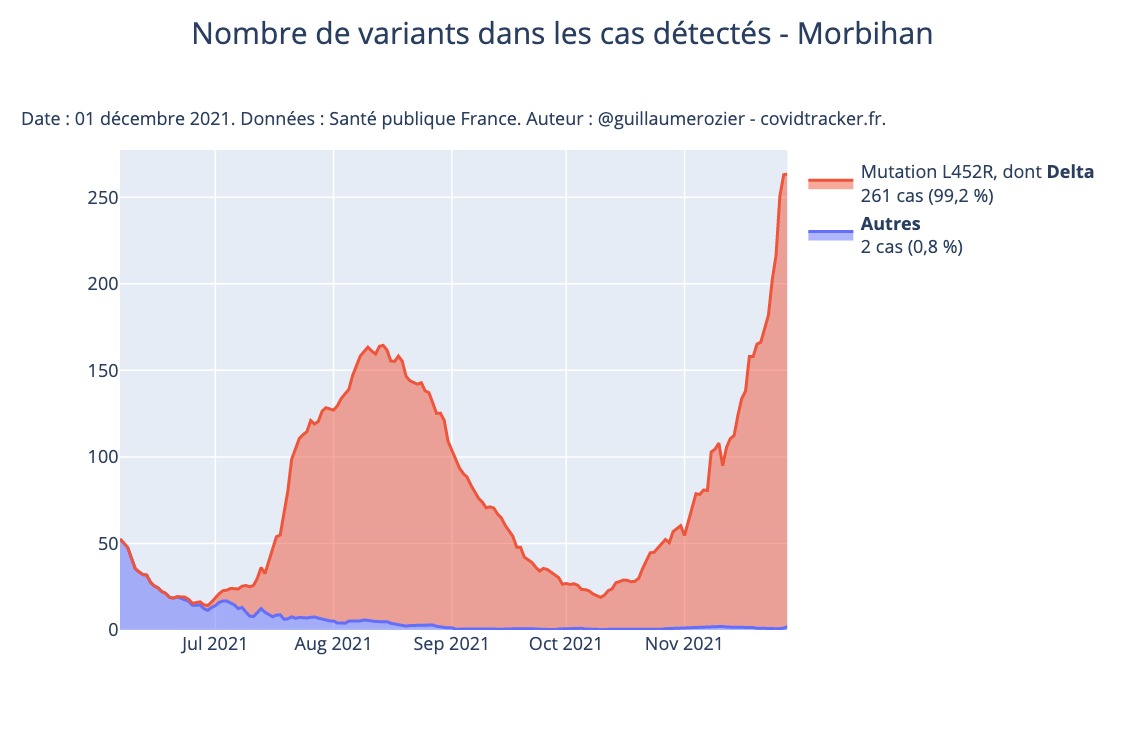 Nombre de variants dans les cas détectés - Morbihan
Date : 01 décembre 2021. Données : Santé publique France. Auteur : @guillaumerozier - covidtracker.fr.
Mutation L452R, dont Delta
261 cas (99,2 %)
Autres
2 cas (0,8 %)
250
200
150
100
50
0
Jul 2021 Aug 2021 Sep 2021 Oct 2021 Nov 2021